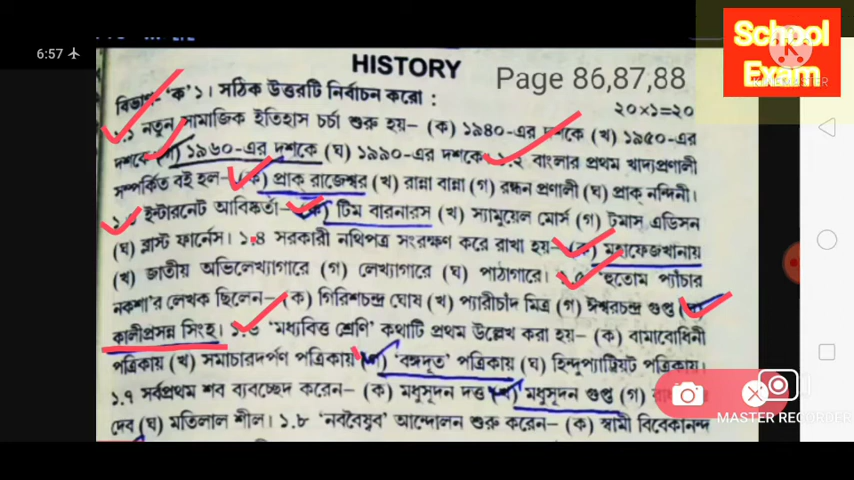 School
Exam
KINEMASTER
6:57
HISTORY
Page 86,87,88
বিভাগ- 'ক' ১। সঠিক উত্তরটি নির্বাচন করো :
২০×১=২০
১.১ নতুন সামাজিক ইতিহাস চর্চা শুরু হয়- (ক) ১৯৪০-এর দশকে (খ) ১৯৫০-এর
দশকে (গ) ১৯৬০-এর দশকে (ঘ) ১৯৯০-এর দশকে ১.২ বাংলার প্রথম খাদ্যপ্রণালী
সম্পর্কিত বই হল- (ক) প্রাক্ রাজেশ্বর (খ) রান্না বান্না (গ) রন্ধন প্রণালী (ঘ) প্রাক্ নন্দিনী।
১.৩ ইন্টারনেট আবিষ্কর্তা- (ক) টিম বারনারস (খ) স্যামুয়েল মোর্স (গ) টমাস এডিসন
(ঘ) ব্লাস্ট ফার্নেস। ১.৪ সরকারী নথিপত্র সংরক্ষণ করে রাখা হয়- (ক) মহাফেজখানায়
(খ) জাতীয় অভিলেখ্যাগারে (গ) লেখ্যাগারে (ঘ) পাঠাগারে। ১.৫ 'হুতোম প্যাঁচার
নকশা'র লেখক ছিলেন- (ক) গিরিশচন্দ্র ঘোষ (খ) প্যারীচাঁদ মিত্র (গ) ঈশ্বরচন্দ্র গুপ্ত (ঘ)
কালীপ্রসন্ন সিংহ। ১.৬ 'মধ্যবিত্ত শ্রেণি' কথাটি প্রথম উল্লেখ করা হয়- (ক) বামাবোধিনী
পত্রিকায় (খ) সমাচারদর্পণ পত্রিকায় (গ) 'বঙ্গদূত' পত্রিকায় (ঘ) হিন্দুপ্যাট্রিয়ট পত্রিকায়।
১.৭ সর্বপ্রথম শব ব্যবচ্ছেদ করেন- (ক) মধুসূদন দত্ত (খ) মধুসূদন গুপ্ত (গ)
দেব (ঘ) মতিলাল শীল। ১.৮ 'নববৈষ্ণব' আন্দোলন শুরু করেন- (ক) স্বামী বিবেকানন্দ
MASTER RECORDER